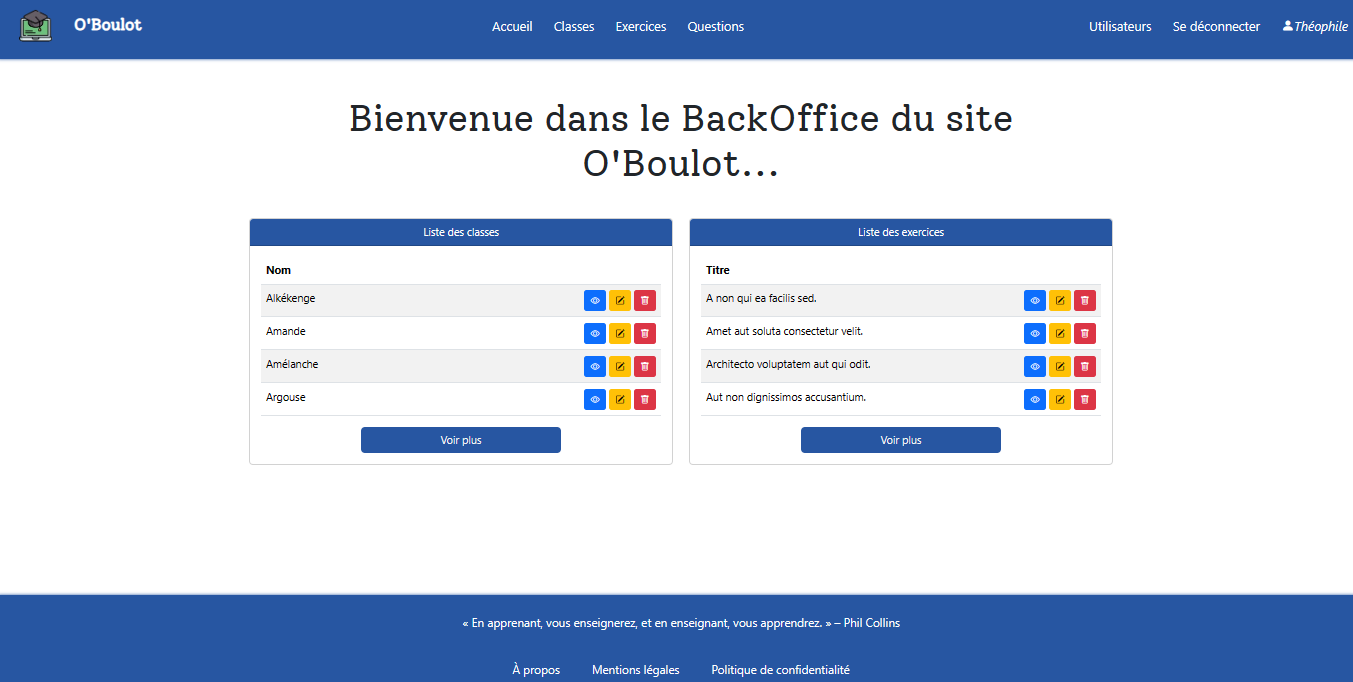 O'Boulot
Accueil Classes Exercices Questions
Utilisateurs Se déconnecter Théophile
Bienvenue dans le BackOffice du site
O'Boulot...
Liste des classes
Nom
Alkékenge
Amande
Amélanche
Argouse
Voir plus
Liste des exercices
Titre
A non qui ea facilis sed.
Amet aut soluta consectetur velit.
Architecto voluptatem aut qui odit.
Aut non dignissimos accusantium.
Voir plus
« En apprenant, vous enseignerez, et en enseignant, vous apprendrez. » – Phil Collins
À propos Mentions légales Politique de confidentialité